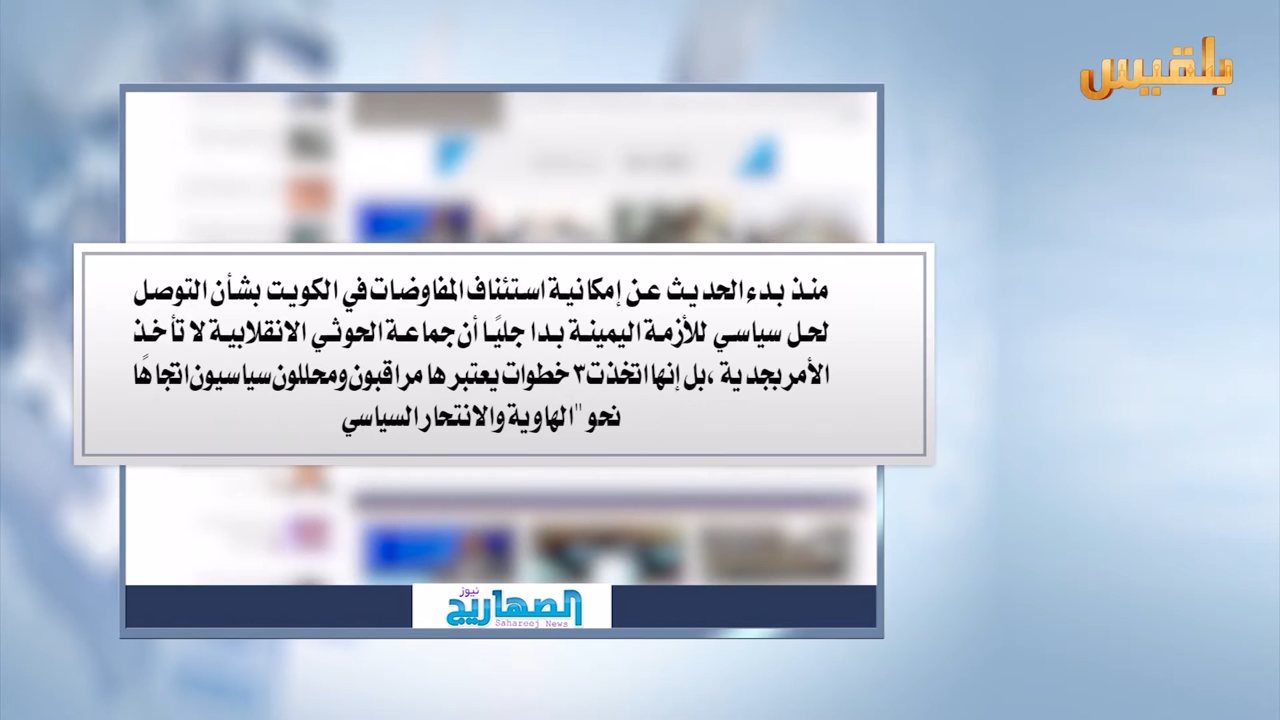 بلقيس
منذ بدء الحديث عن إمكانية استئناف المفاوضات في الكويت بشأن التوصل
لحل سياسي للأزمة اليمينة بدا جليًا أن جماعة الحوثي الانقلابية لا تأخذ
الأمر بجدية ،بل إنها اتخذت ٣ خطوات يعتبرها مراقبون ومحللون سياسيون اتجاهًا
نحو "الهاوية والانتحار السياسي
الصهاريج نيوز
Sahareej News